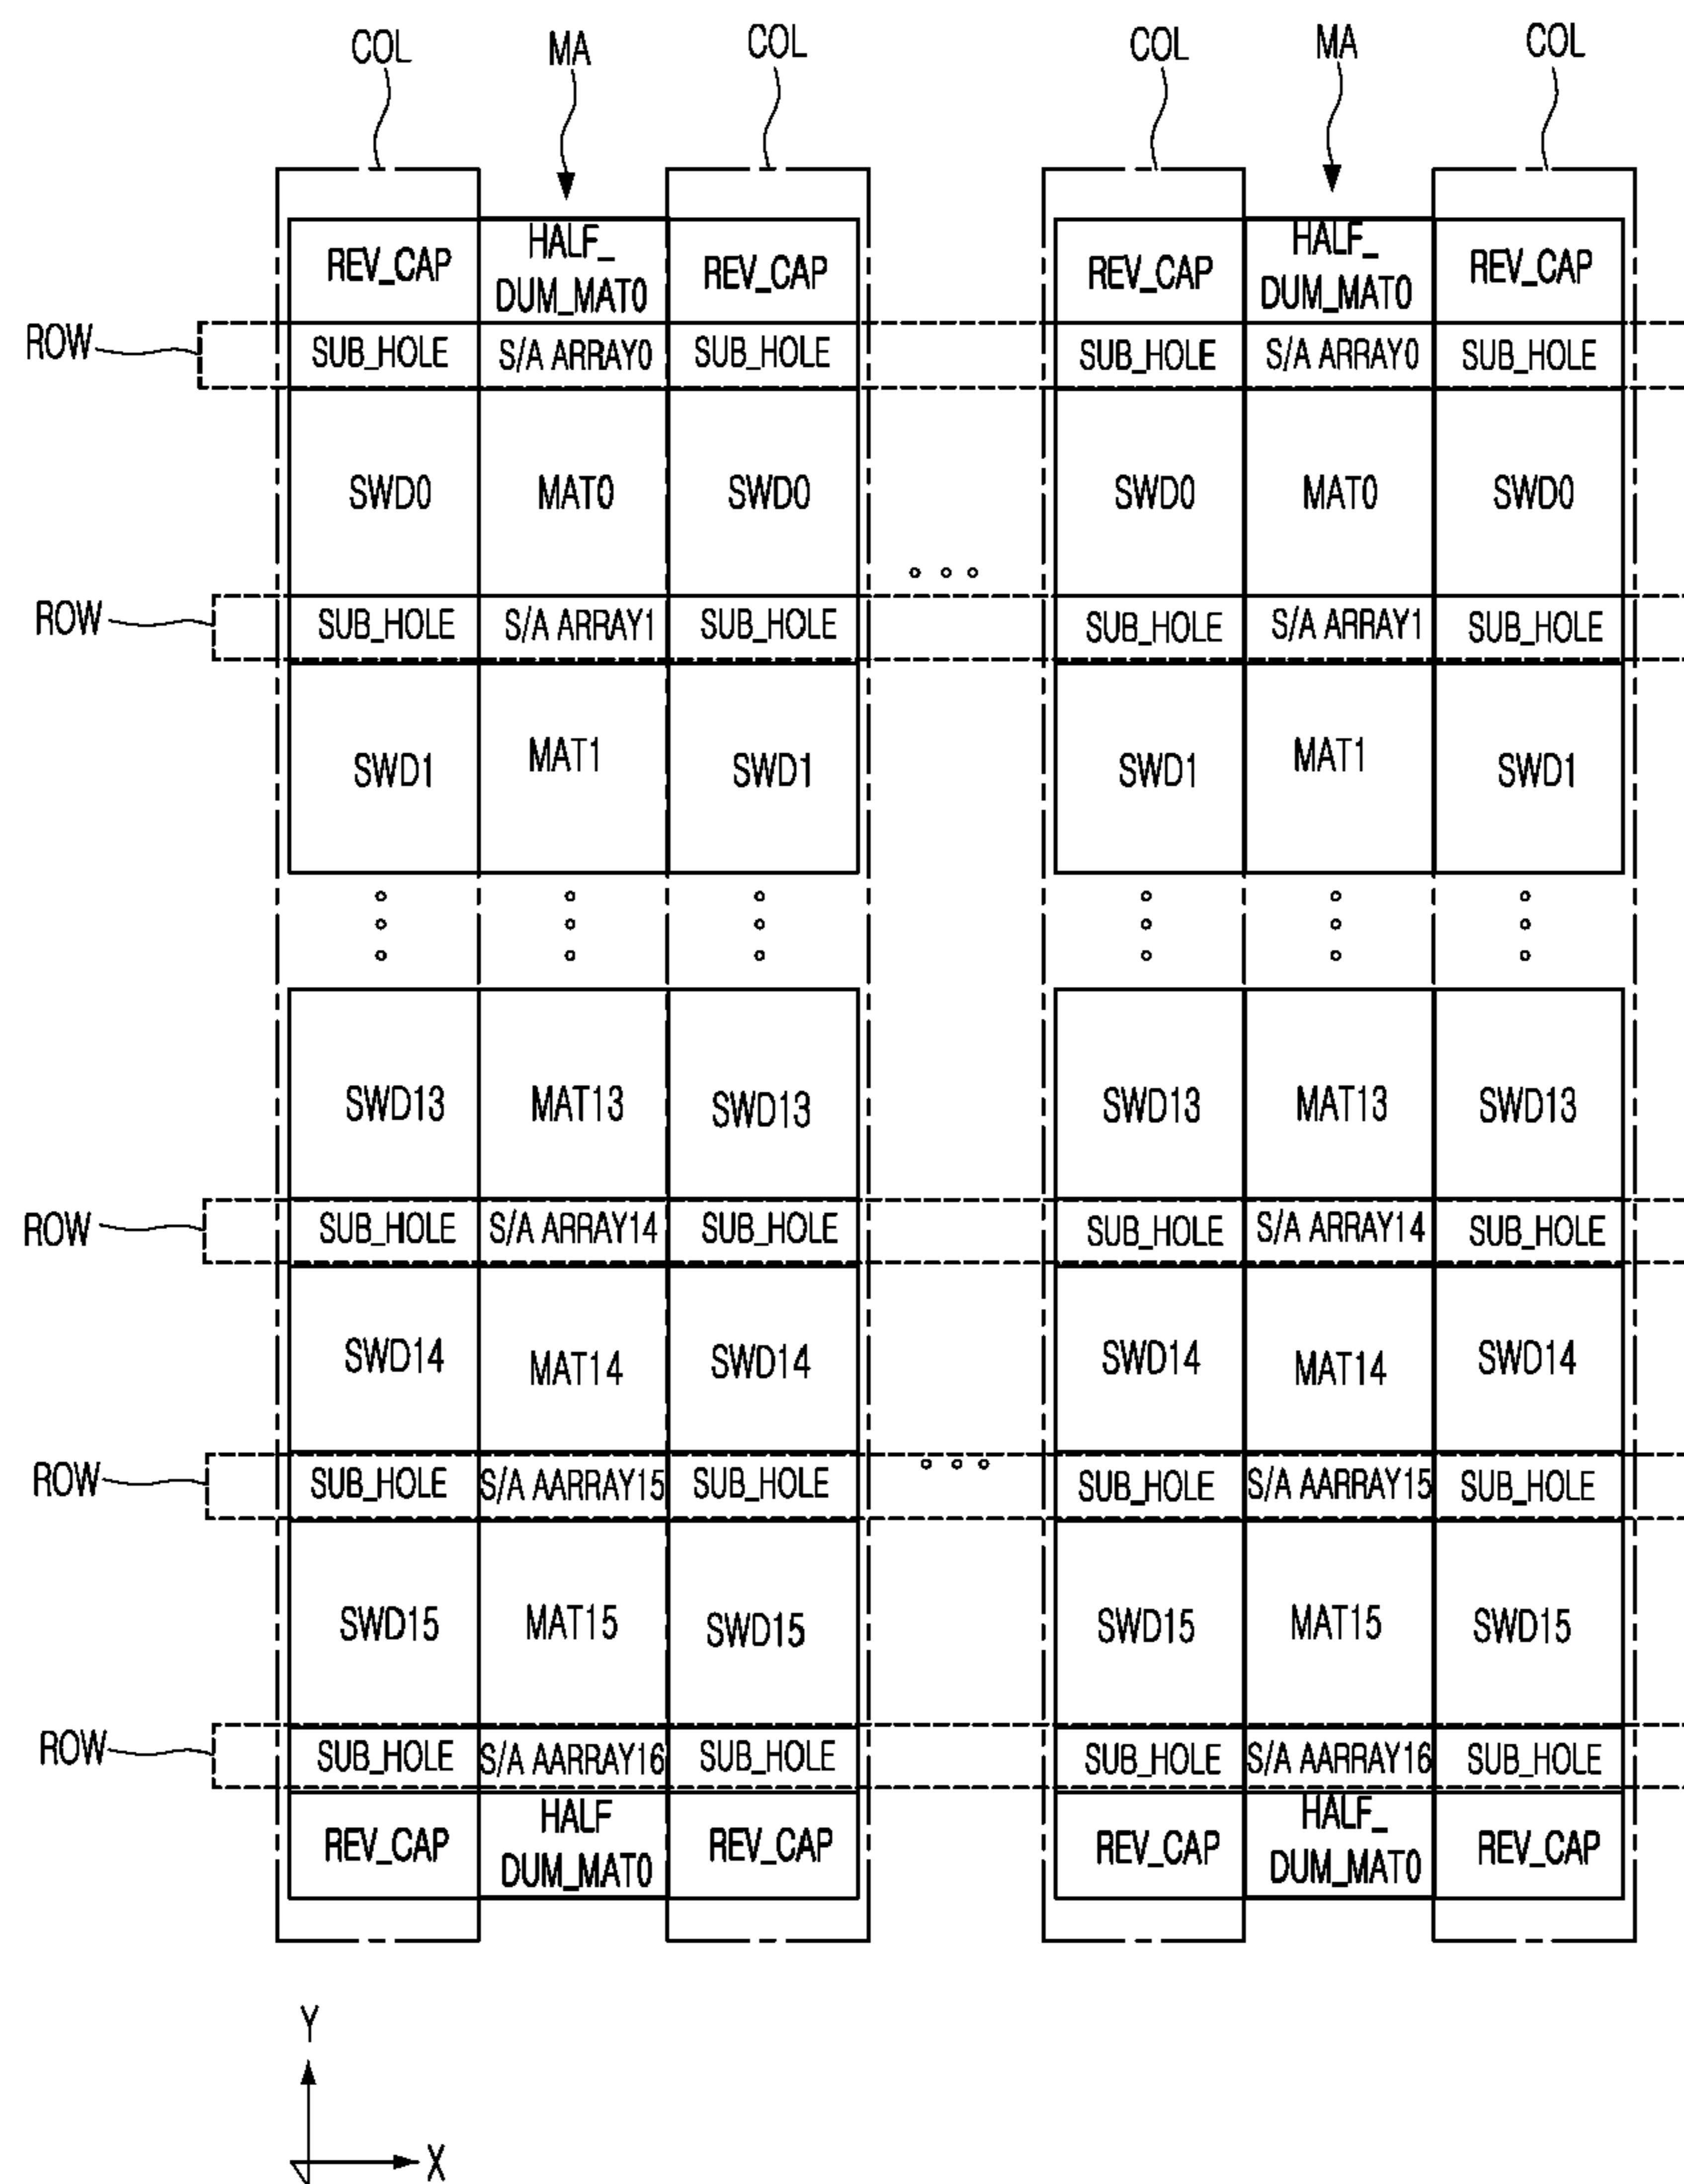 COL MA COL COL MA COL
REV_CAP HALF_ DUM_MAT0 REV_CAP REV_CAP HALF_ DUM_MAT0 REV_CAP
ROW SUB_HOLE S/A ARRAY0 SUB_HOLE SUB_HOLE S/A ARRAY0 SUB_HOLE
SWD0 MAT0 SWD0 SWD0 MAT0 SWD0
ROW SUB_HOLE S/A ARRAY1 SUB_HOLE SUB_HOLE S/A ARRAY1 SUB_HOLE
SWD1 MAT1 SWD1 SWD1 MAT1 SWD1
SWD13 MAT13 SWD13 SWD13 MAT13 SWD13
ROW SUB_HOLE S/A ARRAY14 SUB_HOLE SUB_HOLE S/A ARRAY14 SUB_HOLE
SWD14 MAT14 SWD14 SWD14 MAT14 SWD14
ROW SUB_HOLE S/A AARRAY15 SUB_HOLE SUB_HOLE S/A AARRAY15 SUB_HOLE
SWD15 MAT15 SWD15 SWD15 MAT15 SWD15
ROW SUB_HOLE S/A AARRAY16 SUB_HOLE SUB_HOLE S/A AARRAY16 SUB_HOLE
REV_CAP HALF DUM_MAT0 REV_CAP REV_CAP HALF_ DUM_MAT0 REV_CAP
Y
X